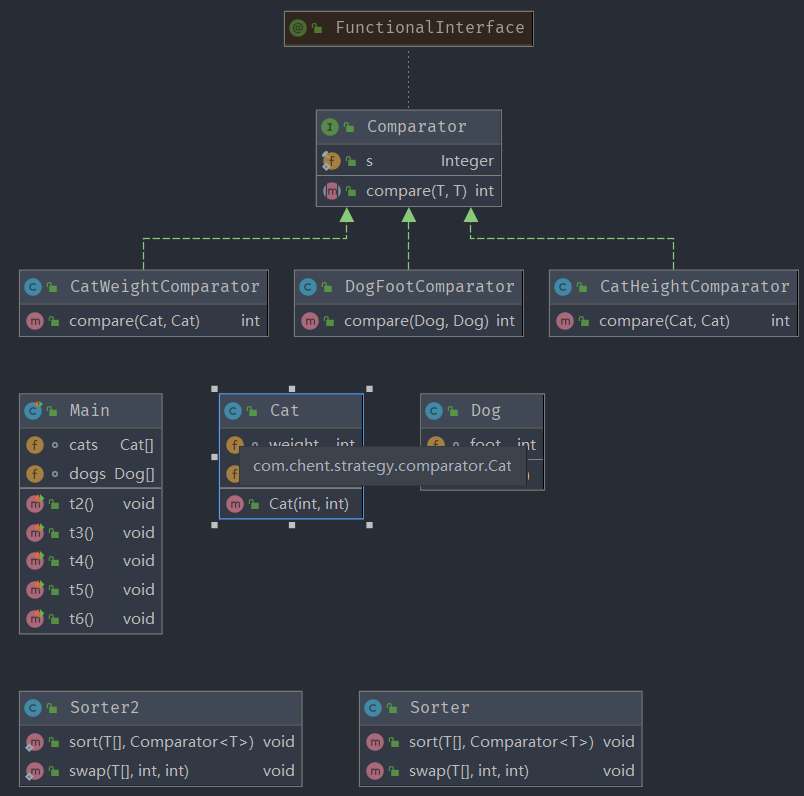 FunctionalInterface
Comparator
s Integer
compare(T, T) int
CatWeightComparator
compare(Cat, Cat) int
DogFootComparator
compare(Dog, Dog) int
CatHeightComparator
compare(Cat, Cat) int
Main
cats Cat[]
dogs Dog[]
t2() void
t3() void
t4() void
t5() void
t6() void
Cat
weight int
com.chent.strategy.comparator.Cat
Cat(int, int)
Dog
foot int
Sorter2
sort(T[], Comparator<T>) void
swap(T[], int, int) void
Sorter
sort(T[], Comparator<T>) void
swap(T[], int, int) void